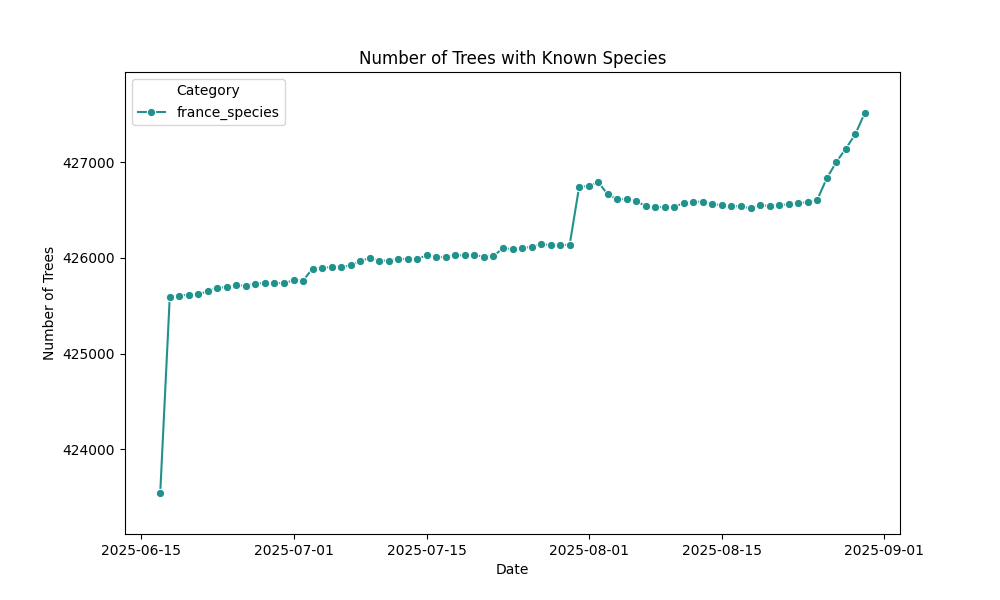 Number of Trees with Known Species
Category
france_species
427000
426000
425000
424000
Number of Trees
2025-06-15
2025-07-01
2025-07-15
2025-08-01
2025-08-15
2025-09-01
Date